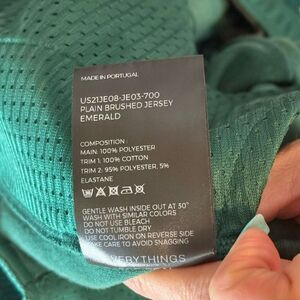 MADE IN PORTUGAL
US21JE08-JE03-700
PLAIN BRUSHED JERSEY
EMERALD
COMPOSITION
MAIN: 100% POLYESTER
TRIM 1: 100% COTTON
TRIM 2: 95% POLYESTER, 5%
ELASTANE
GENTLE WASH INSIDE OUT AT 30°
WASH WITH SIMILAR COLORS
DO NOT USE BLEACH
DO NOT TUMBLE DRY
USE COOL IRON ON REVERSE SIDE
TAKE CARE TO AVOID SNAGGING
EVERYTHINGS